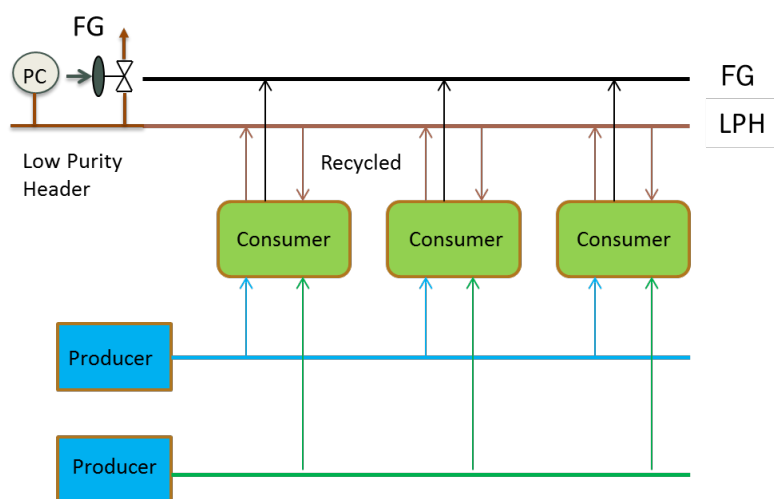 FG
PC
FG
LPH
Low Purity
Header
Recycled
Consumer
Consumer
Consumer
Producer
Producer